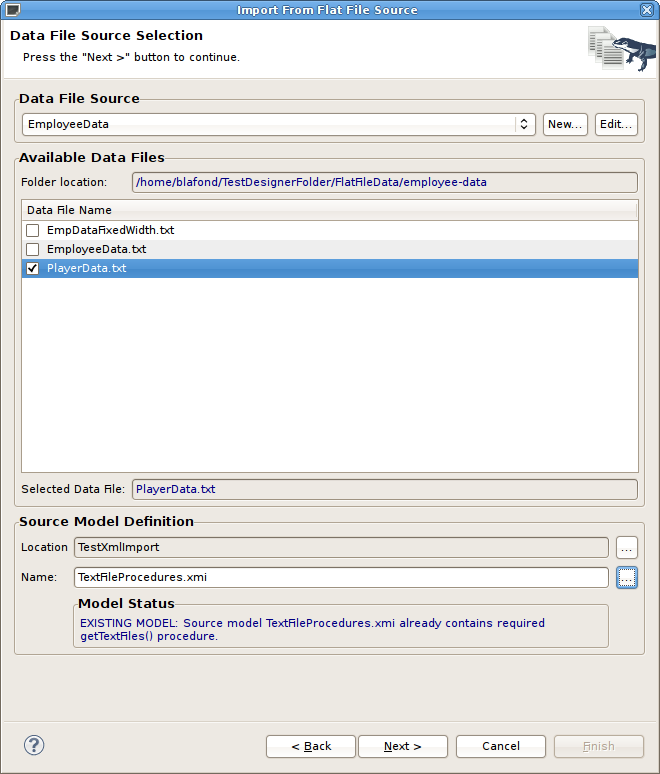 Import From Flat File Source
Data File Source Selection
Press the "Next >" button to continue.
Data File Source
EmployeeData
New...
Edit...
Available Data Files
Folder location:
/home/blafond/TestDesignerFolder/FlatFileData/employee-data
Data File Name
EmpDataFixedWidth.txt
EmployeeData.txt
PlayerData.txt
Selected Data File:
PlayerData.txt
Source Model Definition
Location
TestXmlImport
...
Name:
TextFileProcedures.xmi
...
Model Status
EXISTING MODEL: Source model TextFileProcedures.xmi already contains required
getTextFiles() procedure.
?
< Back
Next >
Cancel
Finish